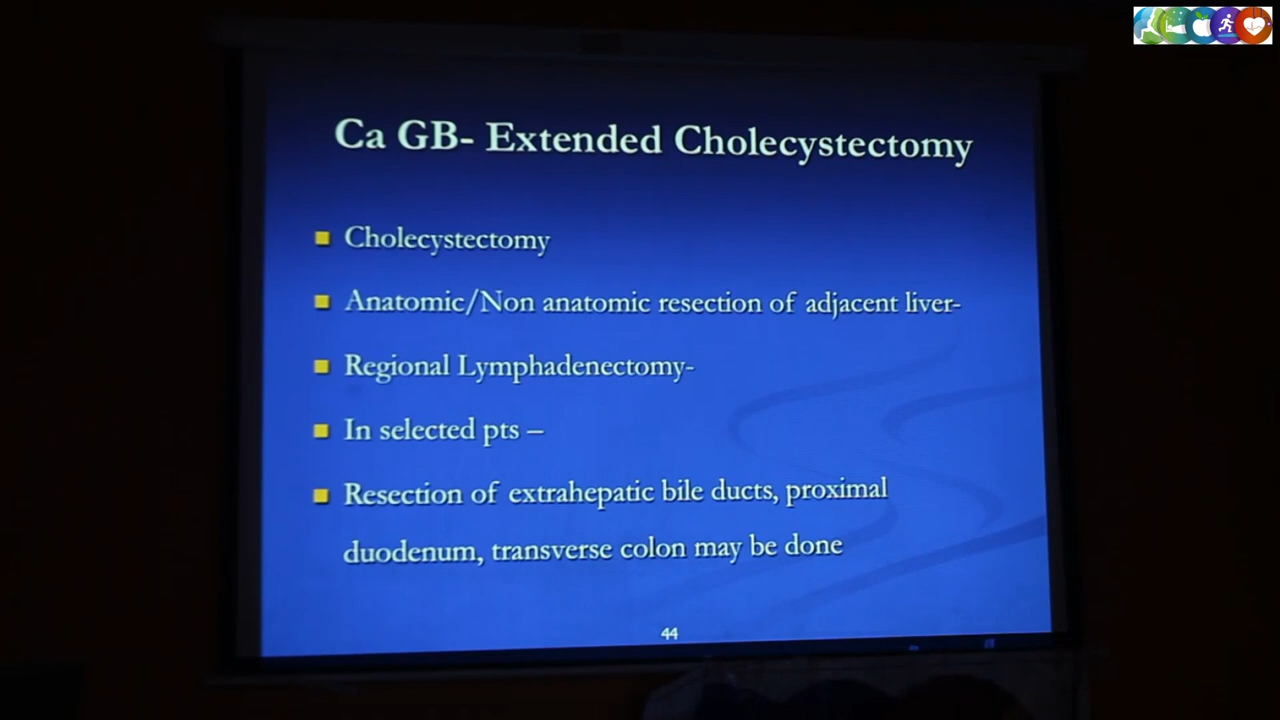 Ca GB- Extended Cholecystectomy
Cholecystectomy
Anatomic/Non anatomic resection of adjacent liver-
Regional Lymphadenectomy-
In selected pts –
Resection of extrahepatic bile ducts, proximal
duodenum, transverse colon may be done
44